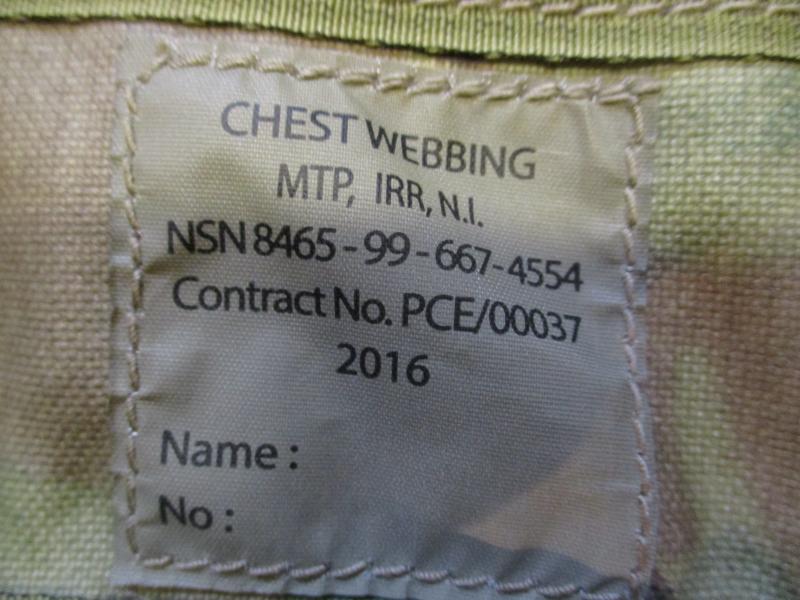 CHEST WEBBING
MTP, IRR, N.I.
NSN 8465-99-667-4554
Contract No. PCE/00037
2016
Name :
No :